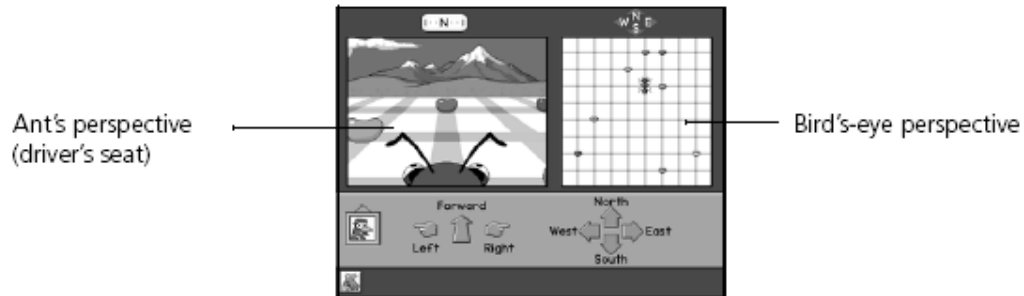 N
N
W E
S
Ant's perspective
(driver's seat)
Bird's-eye perspective
Forward
Left
Right
North
West
East
South